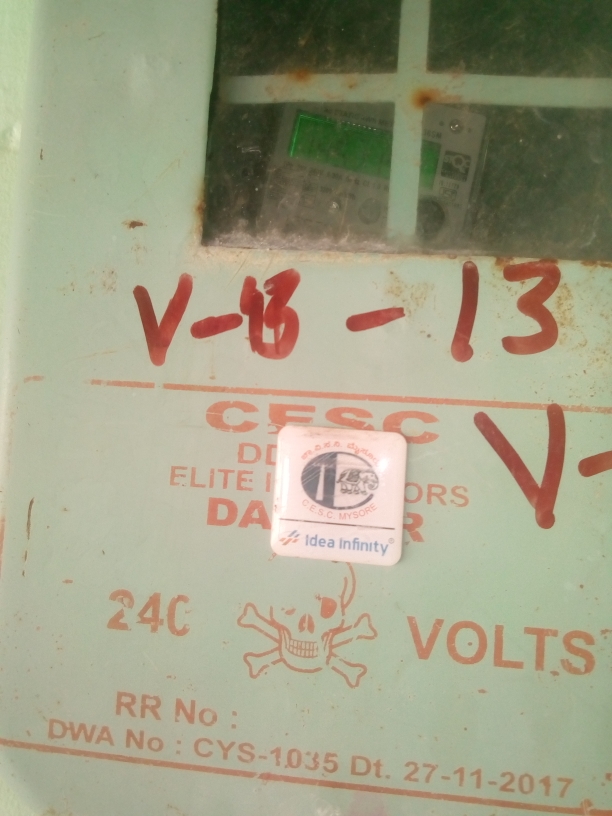 V-13 - 13
CESC
V-
ELITE
ಚಾ.ವಿ.ಸ.ನಿ. ಮೈಸೂರು
C.E.S.C. MYSORE
Idea Infinity
240
VOLTS
RR No :
DWA No : CYS-1035 Dt. 27-11-2017